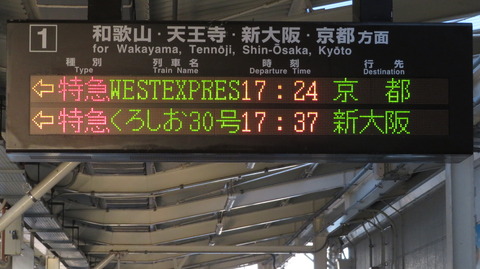 1
和歌山・天王寺・新大阪・京都方面
for Wakayama, Tennōji, Shin-Ōsaka, Kyōto
種別 列車名 時刻 行先
Type Train Name Departure Time Destination
←特急WESTEXPRES17:24 京都
←特急くろしお30号17:37 新大阪